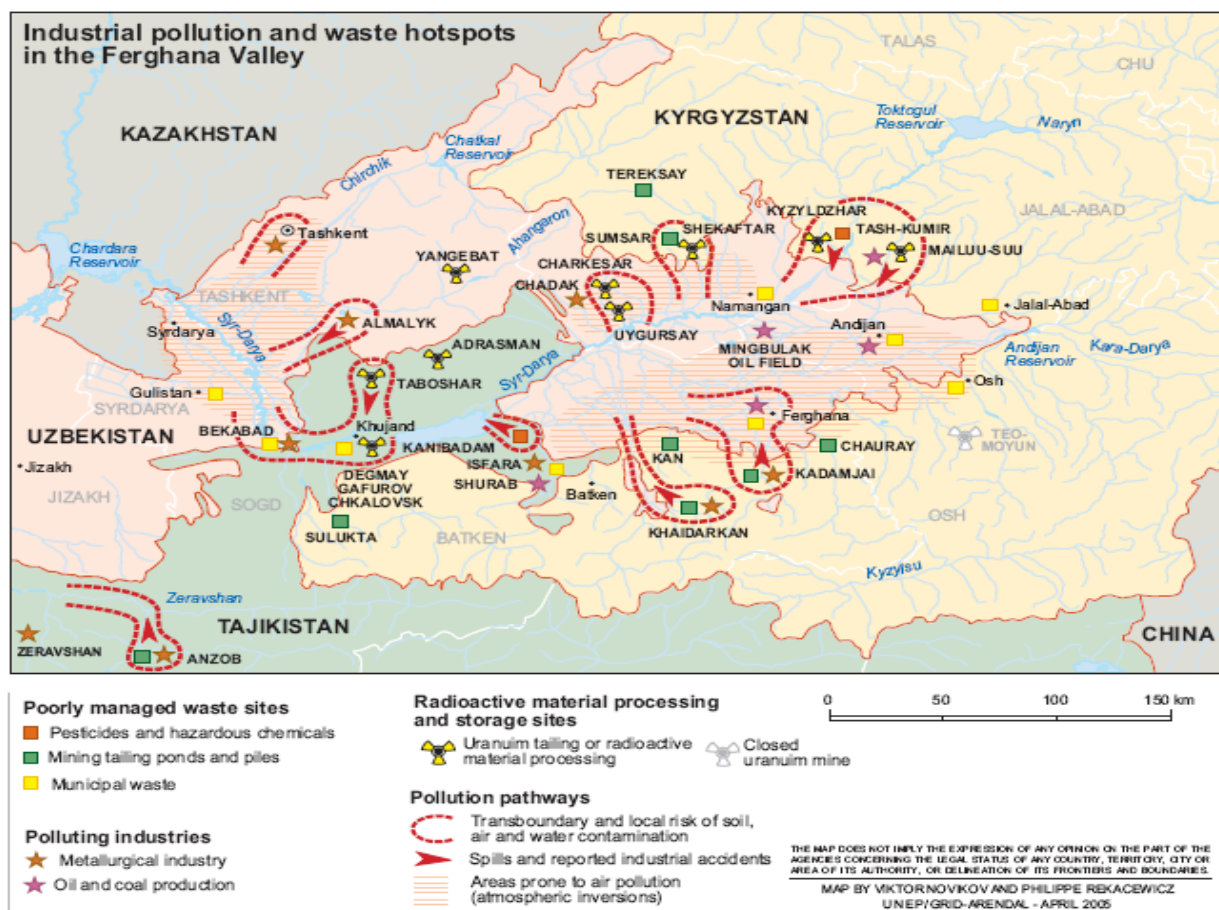 Industrial pollution and waste hotspots
in the Ferghana Valley
TALAS
CHU
KAZAKHSTAN
KYRGYZSTAN
Toktogul
Reservoir
Naryn
Chatkal
Reservoir
Chirchik
TEREKSAY
KYZYLDZHAR
JALAL-ABAD
Tashkent
SUMSAR
SHEKAFTAR
TASH-KUMIR
Chardara
Reservoir
Ahangaron
YANGEBAT
CHARKESAR
MAILUU-SUU
CHADAK
TASHKENT
Namangan
Jalal-Abad
Syrdarya
Syr-Darya
ALMALYK
UYGURSAY
Andijan
MINGBULAK
OIL FIELD
Andijan
Reservoir
Kara-Darya
ADRASMAN
Syr-Darya
TABOSHAR
Gulistan
SYRDARYA
Osh
UZBEKISTAN
BEKABAD
Khujand
KANIBADAM
Ferghana
TEO-
MOYUN
Jizakh
ISFARA
KAN
CHAURAY
DEGMAY
GAFUROV
CHKALOVSK
SHURAB
Batken
KADAMJAI
JIZAKH
SOGD
SULUKTA
BATKEN
KHAIDARKAN
OSH
Kyzylsu
Zeravshan
TAJIKISTAN
CHINA
ZERAVSHAN
ANZOB
Poorly managed waste sites
Pesticides and hazardous chemicals
Mining tailing ponds and piles
Municipal waste
Polluting industries
Metallurgical industry
Oil and coal production
Radioactive material processing
and storage sites
Uranuim tailing or radioactive
material processing
Closed
uranuim mine
Pollution pathways
Transboundary and local risk of soil,
air and water contamination
Spills and reported industrial accidents
Areas prone to air pollution
(atmospheric inversions)
0 50 100 150 km
THE MAP DOES NOT IMPLY THE EXPRESSION OF ANY OPINION ON THE PART OF THE
AGENCIES CONCERNING THE LEGAL STATUS OF ANY COUNTRY, TERRITORY, CITY OR
AREA OF ITS AUTHORITY, OR DELINEATION OF ITS FRONTIERS AND BOUNDARIES.
MAP BY VIKTOR NOVIKOV AND PHILIPPE REKACEWICZ
UNEP/GRID-ARENDAL - APRIL 2005